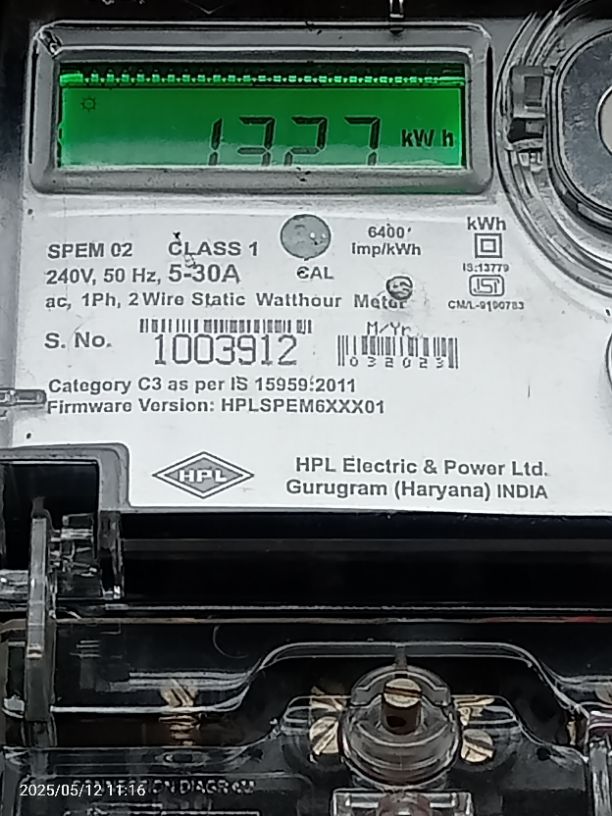 1327 kWh
SPEM 02 CLASS 1
6400
Imp/kWh
kWh
240V, 50 Hz, 5-30A
CAL
IS:13779
ac, 1Ph, 2 Wire Static Watthour Meter
CM/L-9190783
S. No. 1003912
M/Yr.
032023
Category C3 as per IS 15959:2011
Firmware Version: HPLSPEM6XXX01
HPL
HPL Electric & Power Ltd.
Gurugram (Haryana) INDIA
CONNECTION DIAGRAM
2025/05/12 11:16